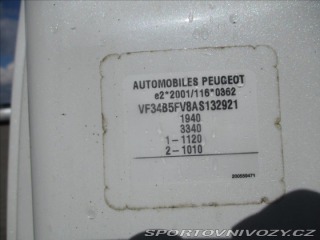 AUTOMOBILES PEUGEOT
e2*2001/116*0362
VF34B5FV8AS132921
1940
3340
1-1120
2-1010
SPORTOVNIVOZY.CZ